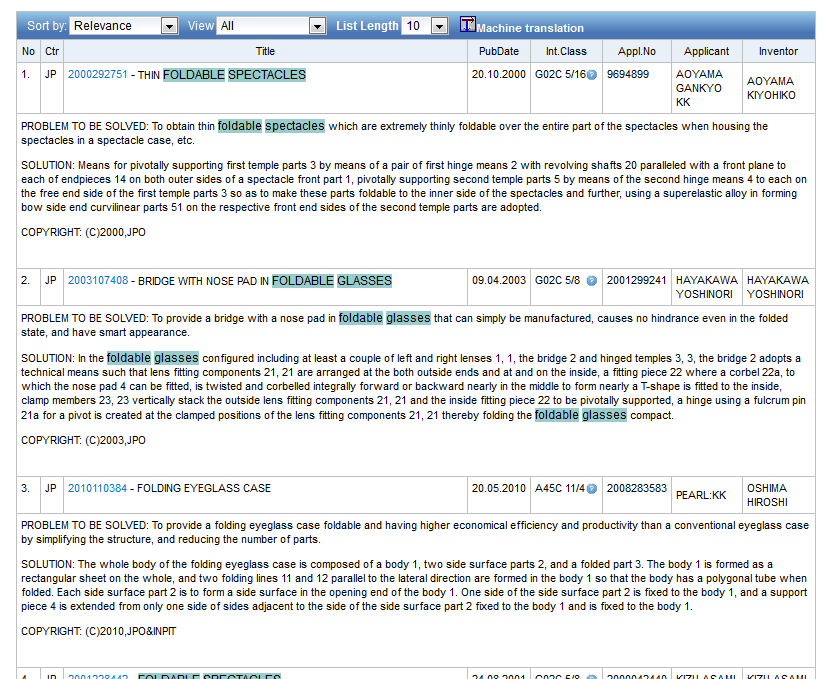 Sort by: Relevance View All List Length 10 Machine translation
No Ctr Title PubDate Int.Class Appl.No Applicant Inventor
1. JP 2000292751 - THIN FOLDABLE SPECTACLES 20.10.2000 G02C 5/16 9694899 AOYAMA GANKYO KK AOYAMA KIYOHIKO
PROBLEM TO BE SOLVED: To obtain thin foldable spectacles which are extremely thinly foldable over the entire part of the spectacles when housing the
spectacles in a spectacle case, etc.
SOLUTION: Means for pivotally supporting first temple parts 3 by means of a pair of first hinge means 2 with revolving shafts 20 paralleled with a front plane to
each of endpieces 14 on both outer sides of a spectacle front part 1, pivotally supporting second temple parts 5 by means of the second hinge means 4 to each on
the free end side of the first temple parts 3 so as to make these parts foldable to the inner side of the spectacles and further, using a superelastic alloy in forming
bow side end curvilinear parts 51 on the respective front end sides of the second temple parts are adopted.
COPYRIGHT: (C)2000,JPO
2. JP 2003107408 - BRIDGE WITH NOSE PAD IN FOLDABLE GLASSES 09.04.2003 G02C 5/8 2001299241 HAYAKAWA YOSHINORI HAYAKAWA YOSHINORI
PROBLEM TO BE SOLVED: To provide a bridge with a nose pad in foldable glasses that can simply be manufactured, causes no hindrance even in the folded
state, and have smart appearance.
SOLUTION: In the foldable glasses configured including at least a couple of left and right lenses 1, 1, the bridge 2 and hinged temples 3, 3, the bridge 2 adopts a
technical means such that lens fitting components 21, 21 are arranged at the both outside ends and at and on the inside, a fitting piece 22 where a corbel 22a, to
which the nose pad 4 can be fitted, is twisted and corbelled integrally forward or backward nearly in the middle to form nearly a T-shape is fitted to the inside,
clamp members 23, 23 vertically stack the outside lens fitting components 21, 21 and the inside fitting piece 22 to be pivotally supported, a hinge using a fulcrum pin
21a for a pivot is created at the clamped positions of the lens fitting components 21, 21 thereby folding the foldable glasses compact.
COPYRIGHT: (C)2003,JPO
3. JP 2010110384 - FOLDING EYEGLASS CASE 20.05.2010 A45C 11/4 2008283583 PEARL:KK OSHIMA HIROSHI
PROBLEM TO BE SOLVED: To provide a folding eyeglass case foldable and having higher economical efficiency and productivity than a conventional eyeglass case
by simplifying the structure, and reducing the number of parts.
SOLUTION: The whole body of the folding eyeglass case is composed of a body 1, two side surface parts 2, and a folded part 3. The body 1 is formed as a
rectangular sheet on the whole, and two folding lines 11 and 12 parallel to the lateral direction are formed in the body 1 so that the body has a polygonal tube when
folded. Each side surface part 2 is to form a side surface in the opening end of the body 1. One side of the side surface part 2 is fixed to the body 1, and a support
piece 4 is extended from only one side of sides adjacent to the side of the side surface part 2 fixed to the body 1 and is fixed to the body 1.
COPYRIGHT: (C)2010,JPO&INPIT
4. JP 2001228442 - FOLDABLE SPECTACLES 24.08.2001 G02C 5/8 2000042440 KIZU ASAMI KIZU ASAMI